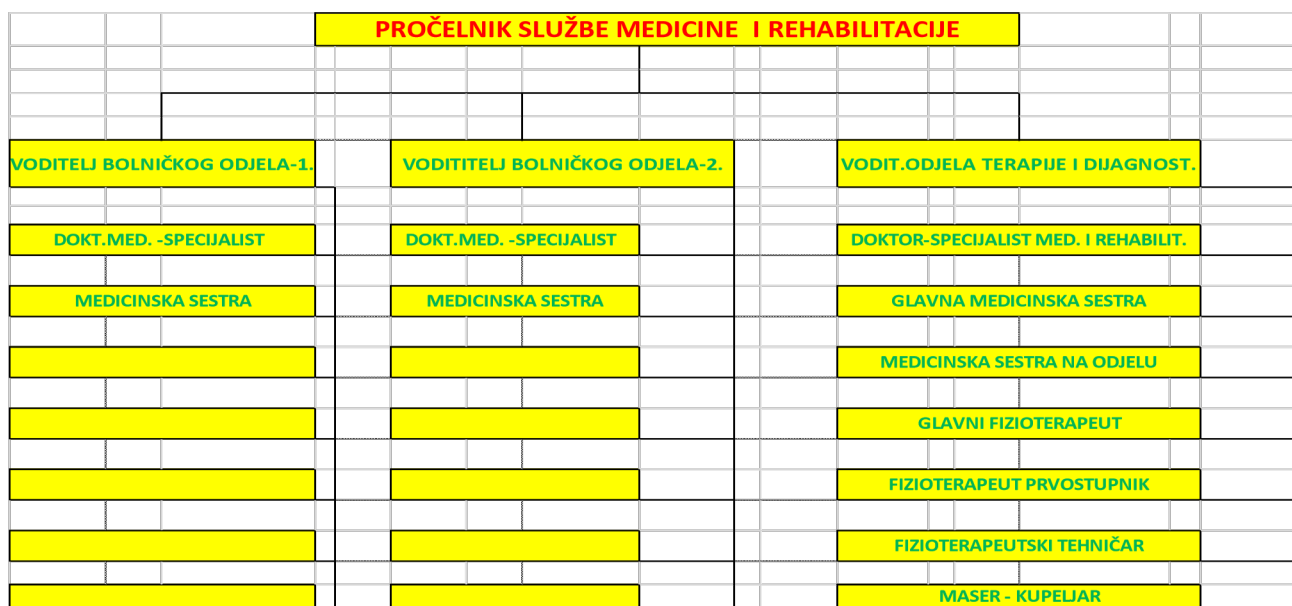 PROČELNIK SLUŽBE MEDICINE I REHABILITACIJE
VODITELJ BOLNIČKOG ODJELA-1.
VODITITELJ BOLNIČKOG ODJELA-2.
VODIT.ODJELA TERAPIJE I DIJAGNOST.
DOKT.MED. -SPECIJALIST
DOKT.MED. -SPECIJALIST
DOKTOR-SPECIJALIST MED. I REHABILIT.
MEDICINSKA SESTRA
MEDICINSKA SESTRA
GLAVNA MEDICINSKA SESTRA
MEDICINSKA SESTRA NA ODJELU
GLAVNI FIZIOTERAPEUT
FIZIOTERAPEUT PRVOSTUPNIK
FIZIOTERAPEUTSKI TEHNIČAR
MASER - KUPELJAR